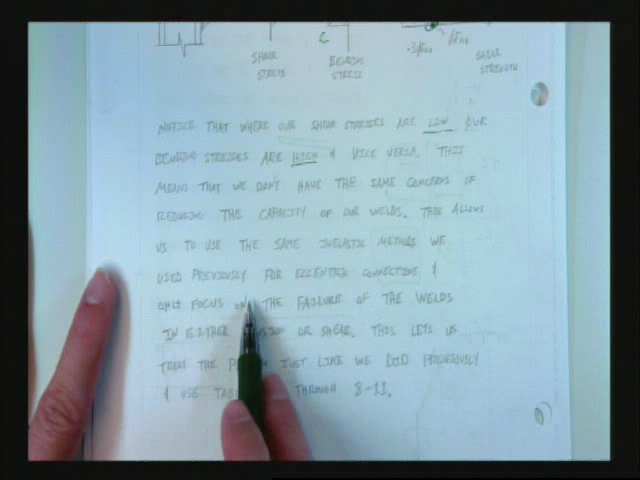 C
SHEAR STRESS
BENDING STRESS
SHEAR STRENGTH
NOTICE THAT WHERE OUR SHEAR STRESSES ARE LOW OUR
BENDING STRESSES ARE HIGH & VICE VERSA. THIS
MEANS THAT WE DON'T HAVE THE SAME CONCERNS OF
REDUCING THE CAPACITY OF OUR WELDS. THIS ALLOWS
US TO USE THE SAME INELASTIC METHOD WE
USED PREVIOUSLY FOR ECCENTRIC CONNECTIONS &
ONLY FOCUS ON THE FAILURE OF THE WELDS
IN EITHER OR SHEAR. THIS LETS US
TREAT THE JUST LIKE WE DID PREVIOUSLY
& USE THROUGH 8-11.